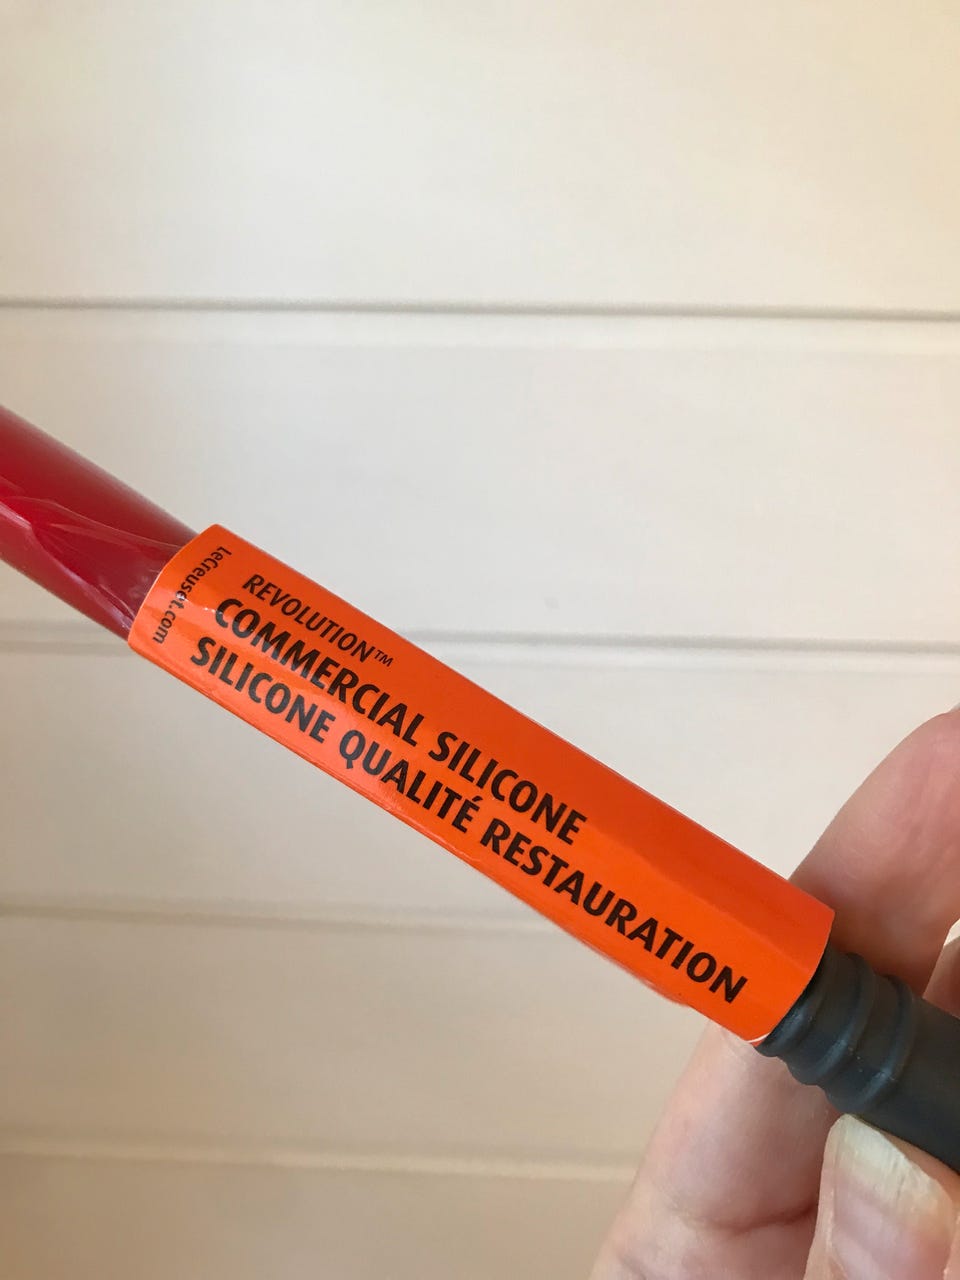 LeCreuset.com
REVOLUTION™
COMMERCIAL SILICONE
SILICONE QUALITÉ RESTAURATION